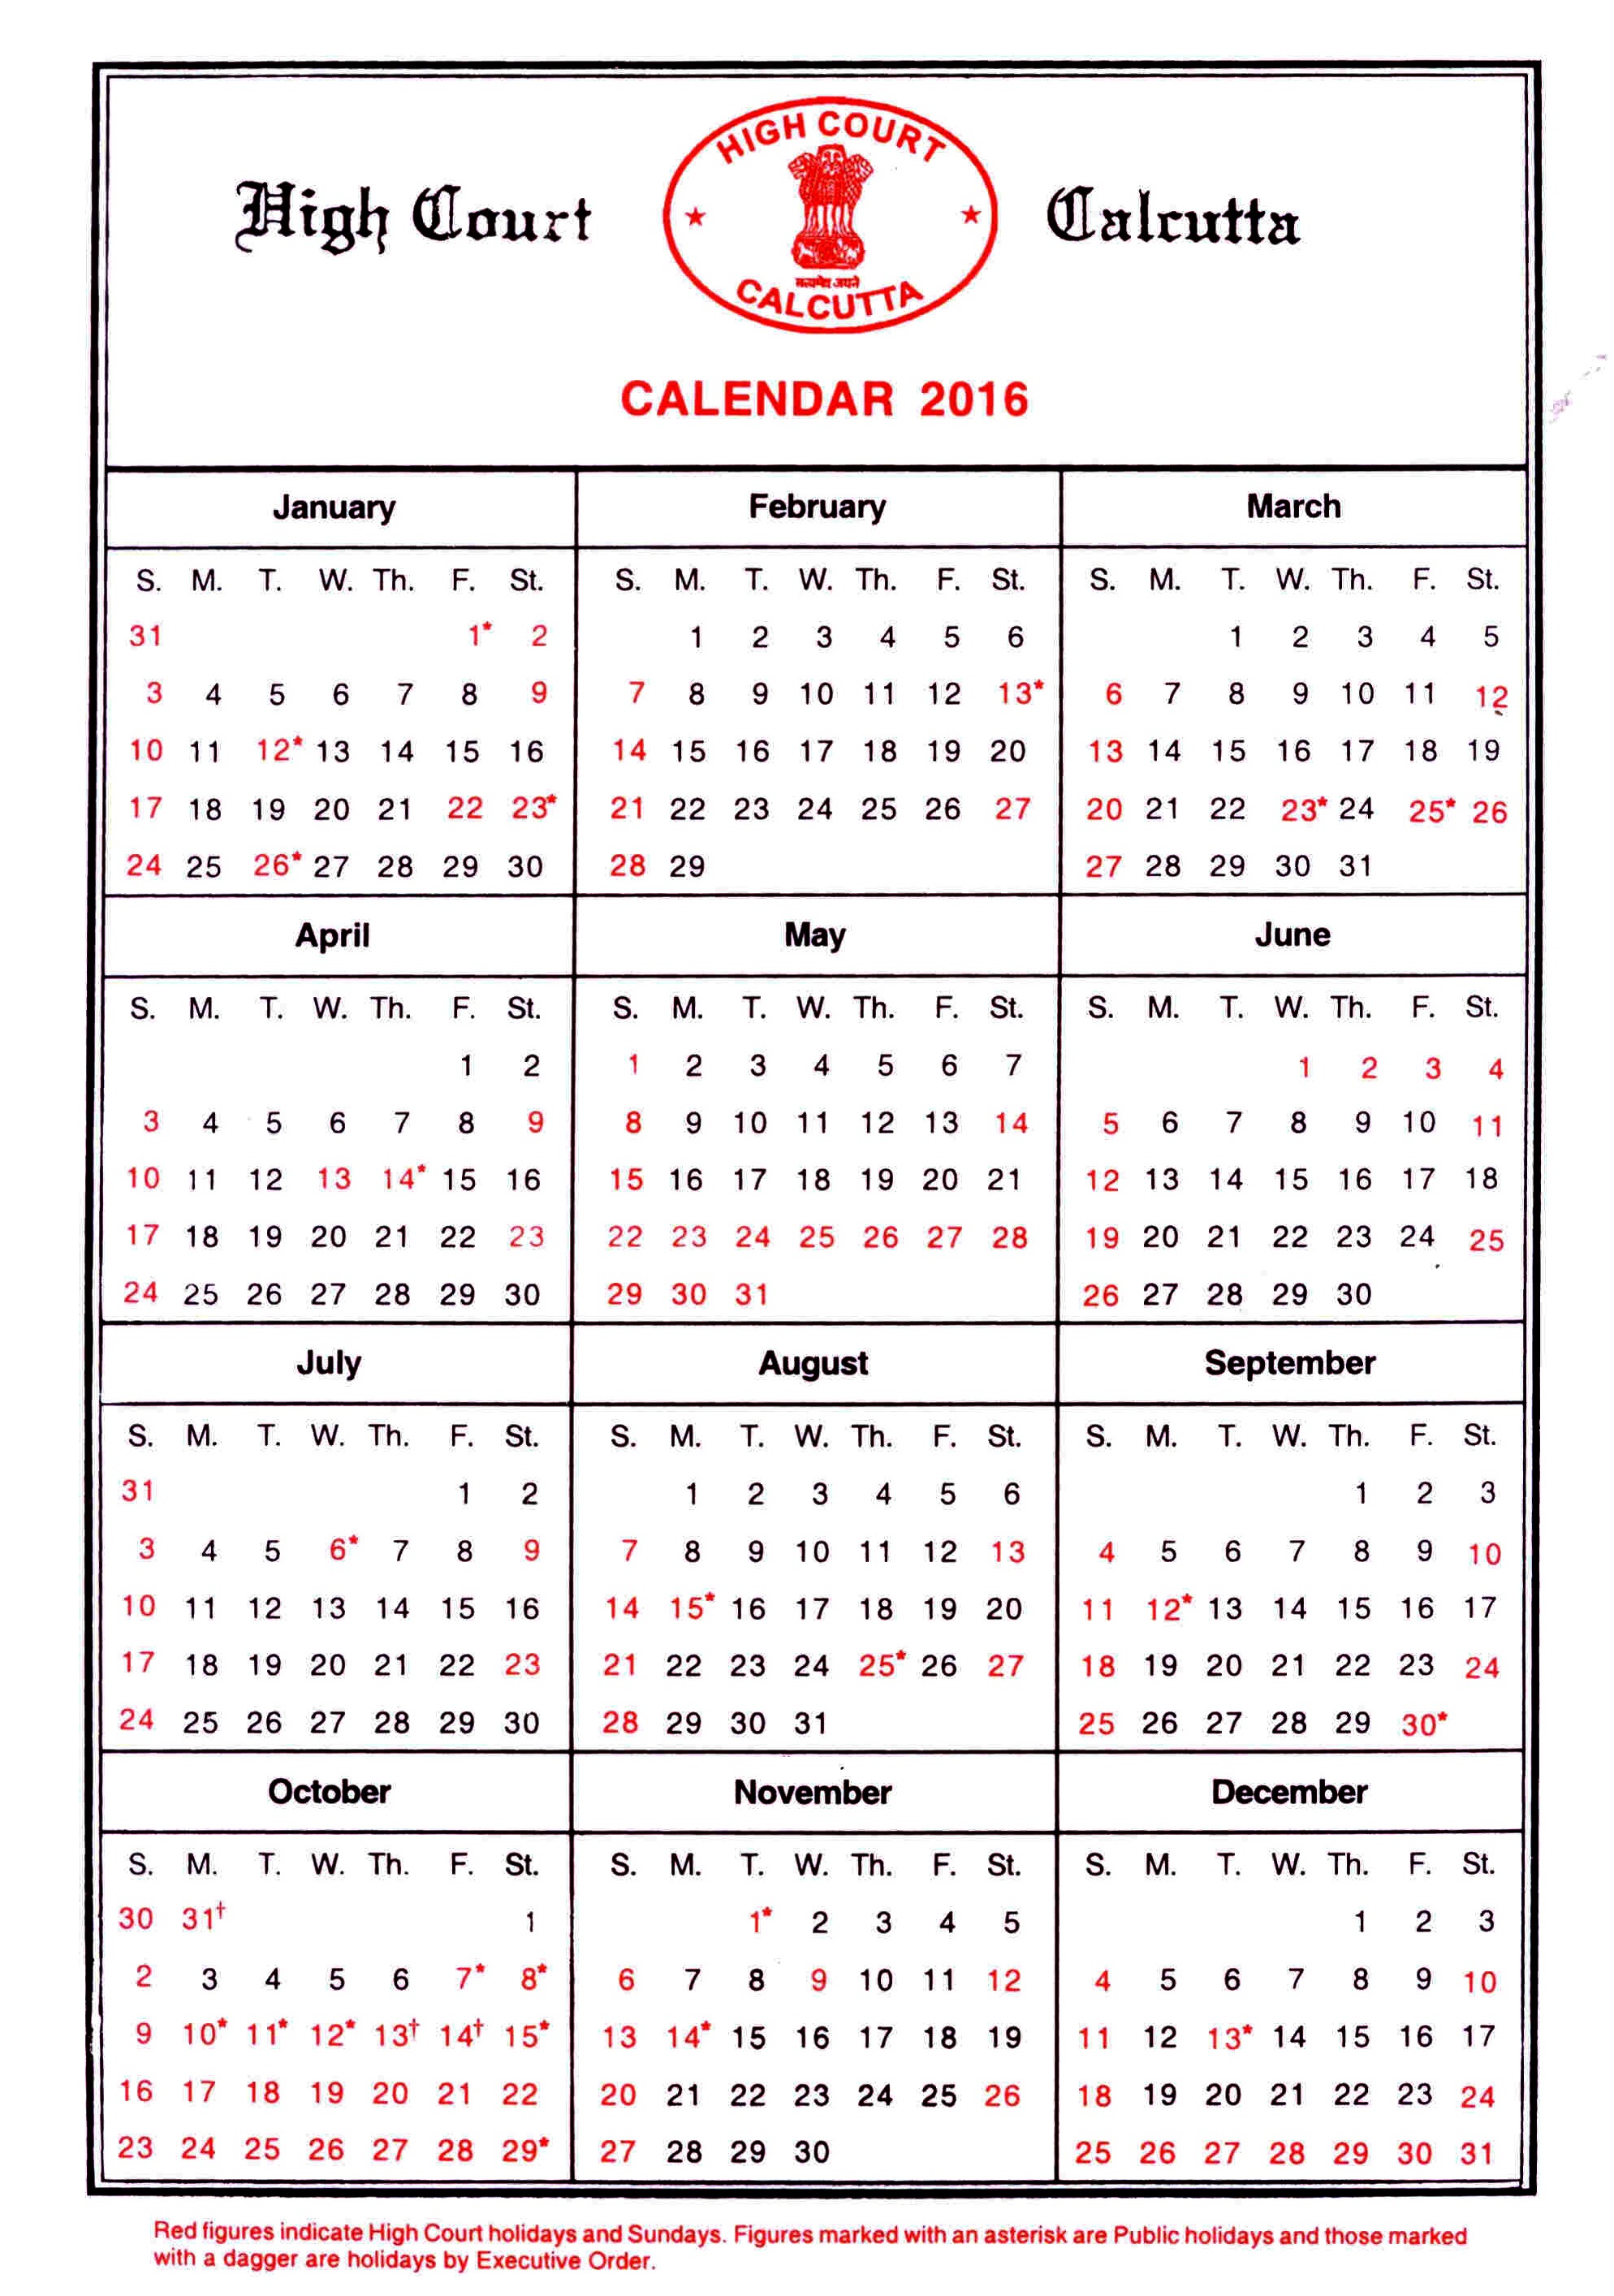 High Court HIGH COURT ★ ★ सत्यमेव जयते CALCUTTA Calcutta
CALENDAR 2016
January February March
S. M. T. W. Th. F. St. S. M. T. W. Th. F. St. S. M. T. W. Th. F. St.
31 1* 2 1 2 3 4 5 6 1 2 3 4 5
3 4 5 6 7 8 9 7 8 9 10 11 12 13* 6 7 8 9 10 11 12
10 11 12* 13 14 15 16 14 15 16 17 18 19 20 13 14 15 16 17 18 19
17 18 19 20 21 22 23* 21 22 23 24 25 26 27 20 21 22 23* 24 25* 26
24 25 26* 27 28 29 30 28 29 27 28 29 30 31
April May June
S. M. T. W. Th. F. St. S. M. T. W. Th. F. St. S. M. T. W. Th. F. St.
1 2 1 2 3 4 5 6 7 1 2 3 4
3 4 5 6 7 8 9 8 9 10 11 12 13 14 5 6 7 8 9 10 11
10 11 12 13 14* 15 16 15 16 17 18 19 20 21 12 13 14 15 16 17 18
17 18 19 20 21 22 23 22 23 24 25 26 27 28 19 20 21 22 23 24 25
24 25 26 27 28 29 30 29 30 31 26 27 28 29 30
July August September
S. M. T. W. Th. F. St. S. M. T. W. Th. F. St. S. M. T. W. Th. F. St.
31 1 2 1 2 3 4 5 6 1 2 3
3 4 5 6* 7 8 9 7 8 9 10 11 12 13 4 5 6 7 8 9 10
10 11 12 13 14 15 16 14 15* 16 17 18 19 20 11 12* 13 14 15 16 17
17 18 19 20 21 22 23 21 22 23 24 25* 26 27 18 19 20 21 22 23 24
24 25 26 27 28 29 30 28 29 30 31 25 26 27 28 29 30*
October November December
S. M. T. W. Th. F. St. S. M. T. W. Th. F. St. S. M. T. W. Th. F. St.
30 31† 1 1* 2 3 4 5 1 2 3
2 3 4 5 6 7* 8* 6 7 8 9 10 11 12 4 5 6 7 8 9 10
9 10* 11* 12* 13† 14† 15* 13 14* 15 16 17 18 19 11 12 13* 14 15 16 17
16 17 18 19 20 21 22 20 21 22 23 24 25 26 18 19 20 21 22 23 24
23 24 25 26 27 28 29* 27 28 29 30 25 26 27 28 29 30 31
Red figures indicate High Court holidays and Sundays. Figures marked with an asterisk are Public holidays and those marked
with a dagger are holidays by Executive Order.